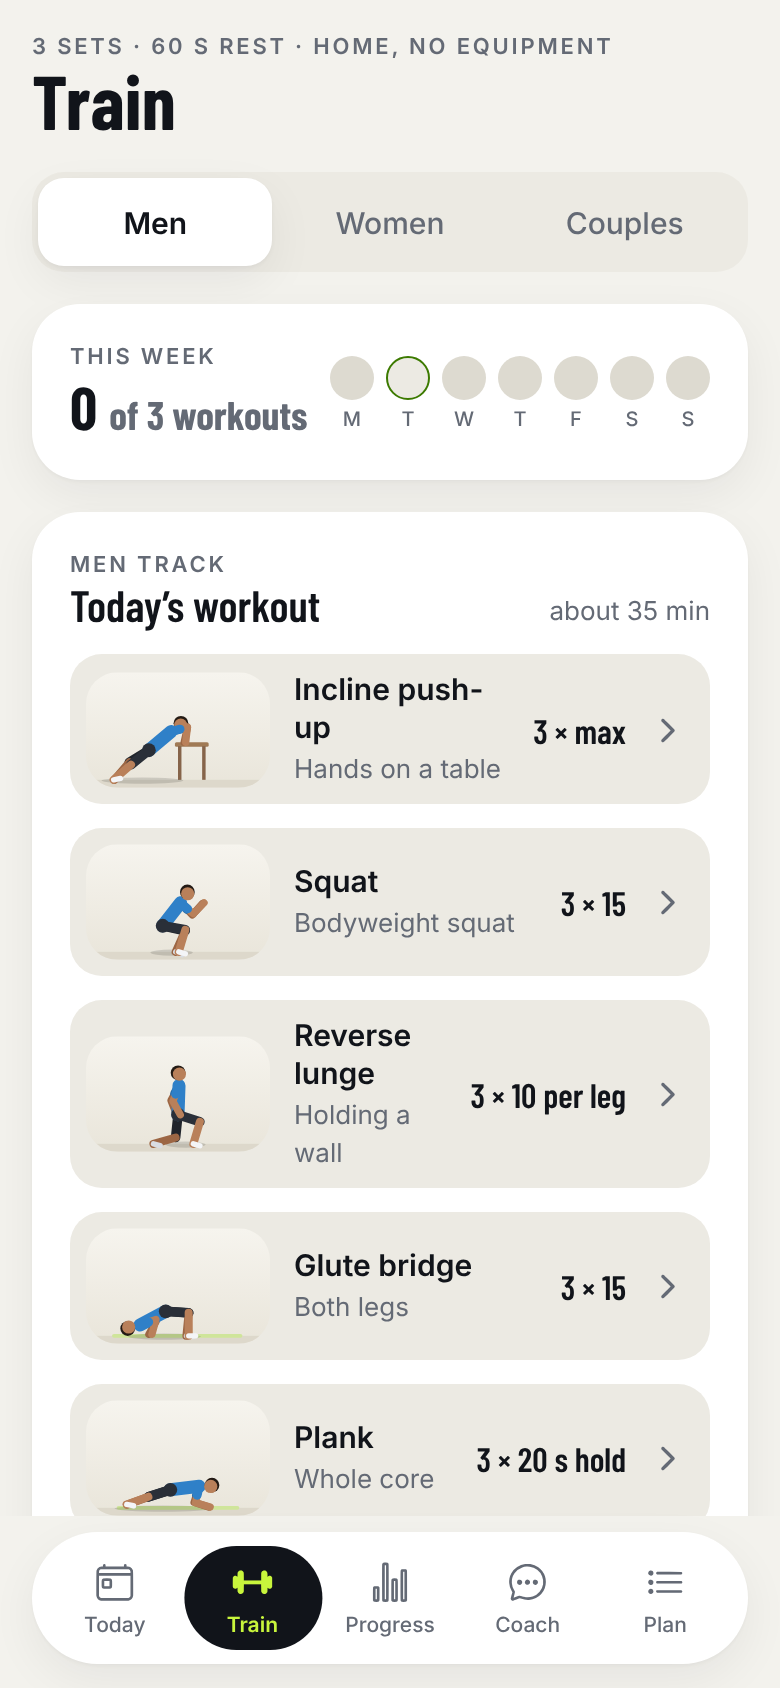 3 SETS · 60 S REST · HOME, NO EQUIPMENT
Train
Men
Women
Couples
THIS WEEK
0 of 3 workouts
M T W T F S S
MEN TRACK
Today’s workout
about 35 min
Incline push-
up
Hands on a table
3 × max
Squat
Bodyweight squat
3 × 15
Reverse
lunge
Holding a
wall
3 × 10 per leg
Glute bridge
Both legs
3 × 15
Plank
Whole core
3 × 20 s hold
Today
Train
Progress
Coach
Plan